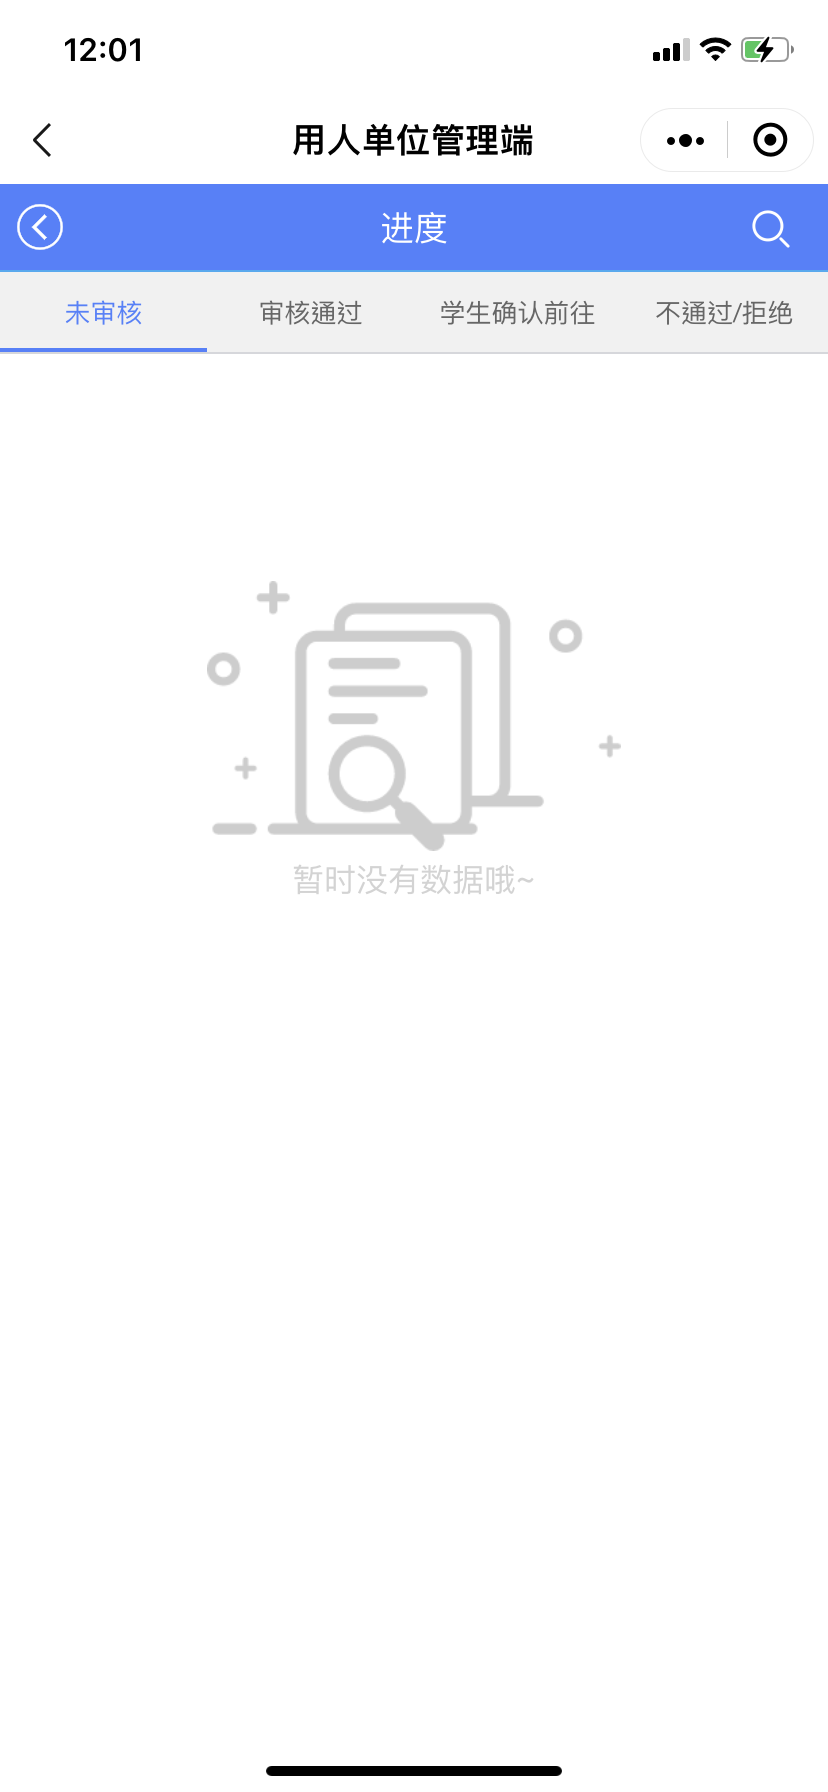 12:01
用人单位管理端
进度
未审核 审核通过 学生确认前往 不通过/拒绝
暂时没有数据哦~